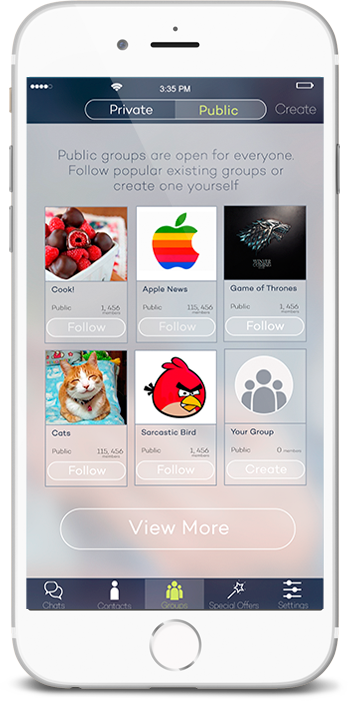 3:35 PM
Private Public Create
Public groups are open for everyone.
Follow popular existing groups or
create one yourself
Cook!
Public 1, 456
members
Follow
Apple News
Public 115, 456
members
Follow
Game of Thrones
Public 1, 456
members
Follow
Cats
Public 115, 456
members
Follow
Sarcastic Bird
Public 1, 456
members
Follow
Your Group
Public 0 members
Create
View More
Chats Contacts Groups Special Offers Settings